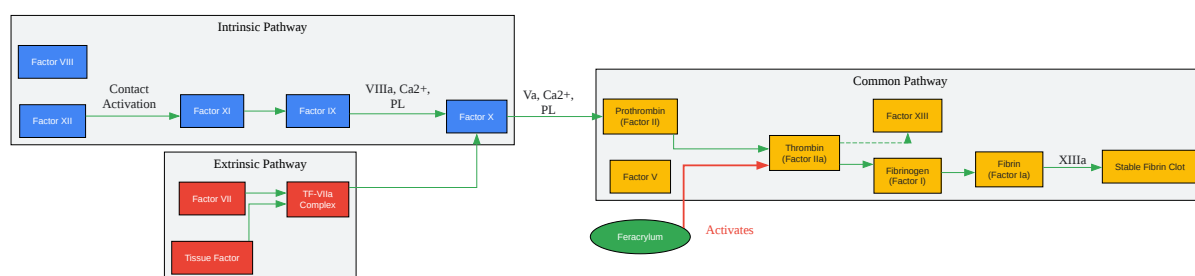 Intrinsic Pathway
Factor VIII
Contact
Activation
Factor XII
Factor XI
Factor IX
VIIIa, Ca2+,
PL
Factor X
Va, Ca2+,
PL
Extrinsic Pathway
Factor VII
TF-VIIa
Complex
Tissue Factor
Common Pathway
Prothrombin
(Factor II)
Factor V
Thrombin
(Factor IIa)
Factor XIII
Fibrinogen
(Factor I)
Fibrin
(Factor Ia)
XIIIa
Stable Fibrin Clot
Feracrylum
Activates